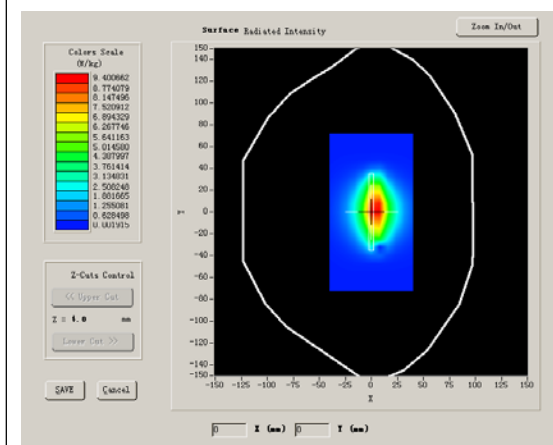 Surface Radiated Intensity
Zoom In/Out
Colors Scale
(W/kg)
9.400662
8.774079
8.147496
7.520912
6.894329
6.267746
5.641163
5.014580
4.387997
3.761414
3.134831
2.508248
1.881665
1.255081
0.628498
0.001915
150
140
120
100
80
60
40
20
0
-20
-40
-60
-80
-100
-120
-140
-150
Y
-150 -125 -100 -75 -50 -25 0 25 50 75 100 125 150
X
Z-Cuts Control
<< Upper Cut
Z = 4.0 mm
Lower Cut >>
SAVE
Cancel
0 X (mm) 0 Y (mm)